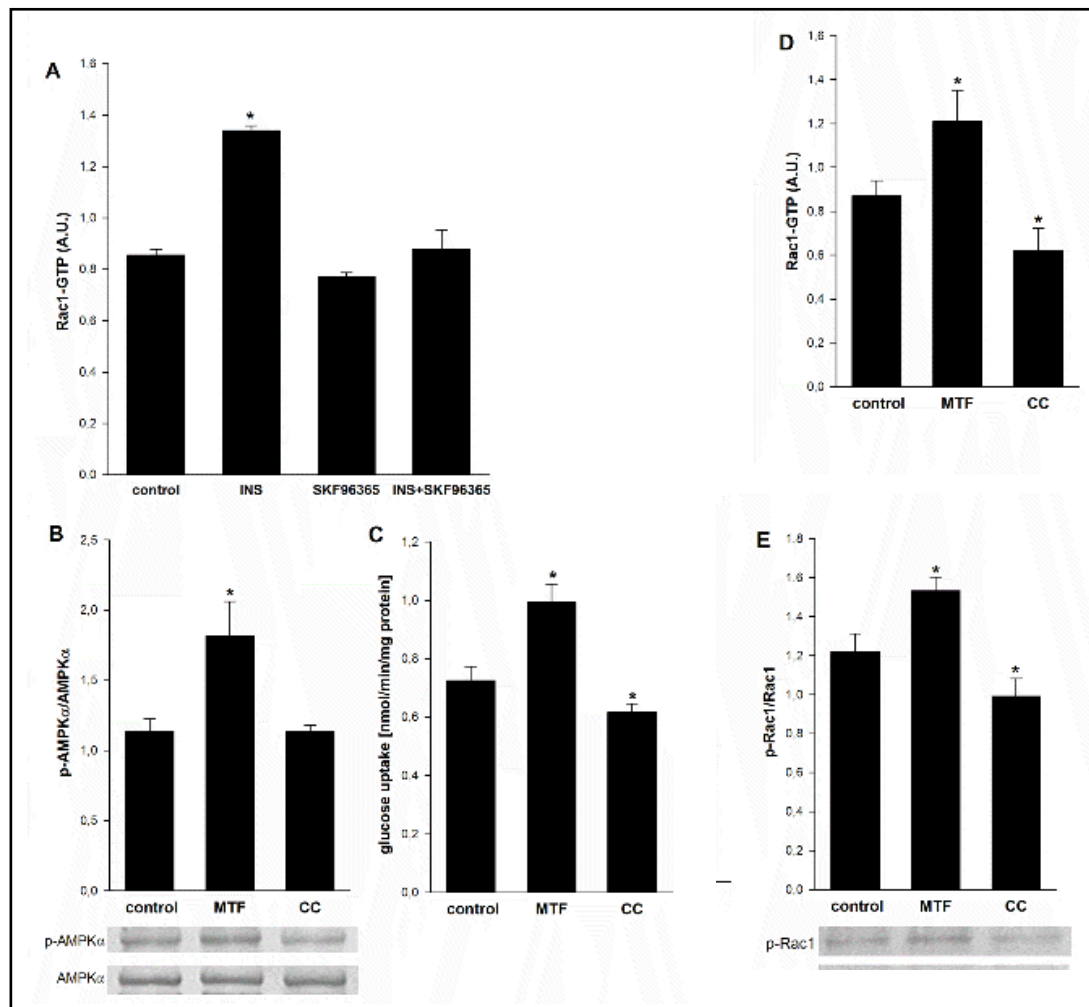 A
Rac1-GTP (A.U.)
1,6
1,4
1,2
1,0
0,8
0,6
0,4
0,2
0,0
*
control INS SKF96365 INS+SKF96365
D
Rac1-GTP (A.U.)
1,6
1,4
1,2
1,0
0,8
0,6
0,4
0,2
0,0
*
*
control MTF CC
B
p-AMPKα/AMPKα
2,5
2,0
1,5
1,0
0,5
0,0
*
control MTF CC
p-AMPKα
AMPKα
C
glucose uptake [nmol/min/mg protein]
1,2
1,0
0,8
0,6
0,4
0,2
0,0
*
*
control MTF CC
E
p-Rac1/Rac1
1.8
1.6
1.4
1.2
1.0
0.8
0.6
0.4
0.2
0.0
*
*
control MTF CC
p-Rac1